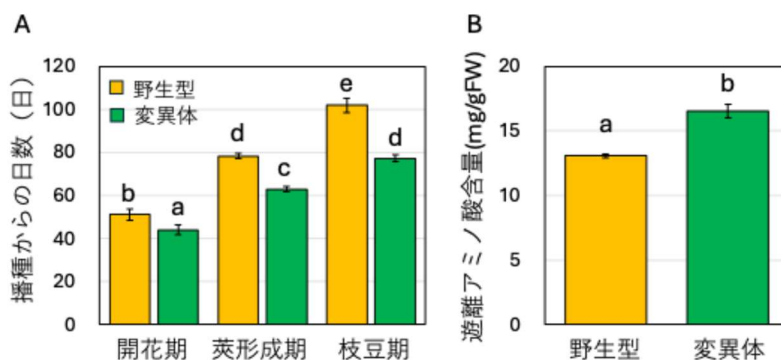 A
播種からの日数（日）
120
100
80
60
40
20
0
野生型
変異体
b
a
d
c
e
d
開花期
莢形成期
枝豆期
B
遊離アミノ酸含量(mg/gFW)
20
15
10
5
0
a
b
野生型
変異体